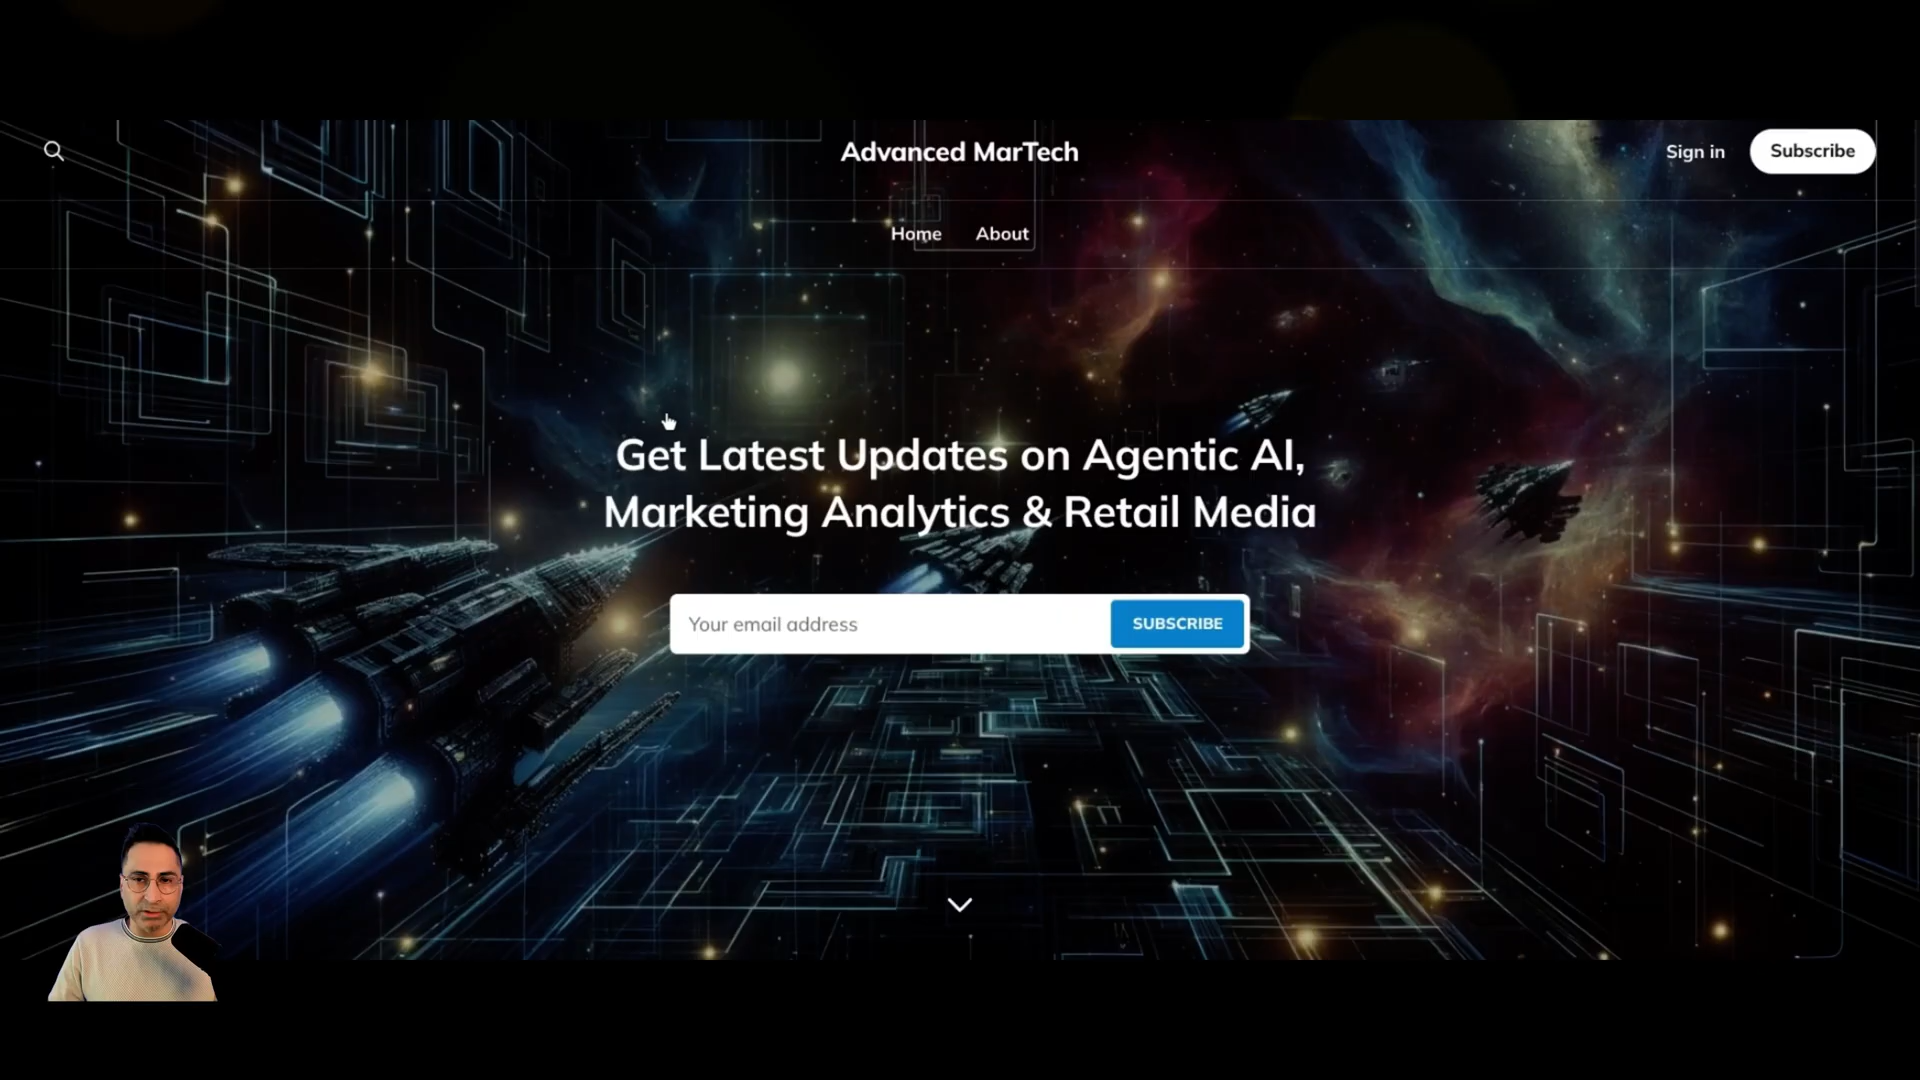 Advanced MarTech
Sign in
Subscribe
Home
About
Get Latest Updates on Agentic AI,
Marketing Analytics & Retail Media
Your email address
SUBSCRIBE